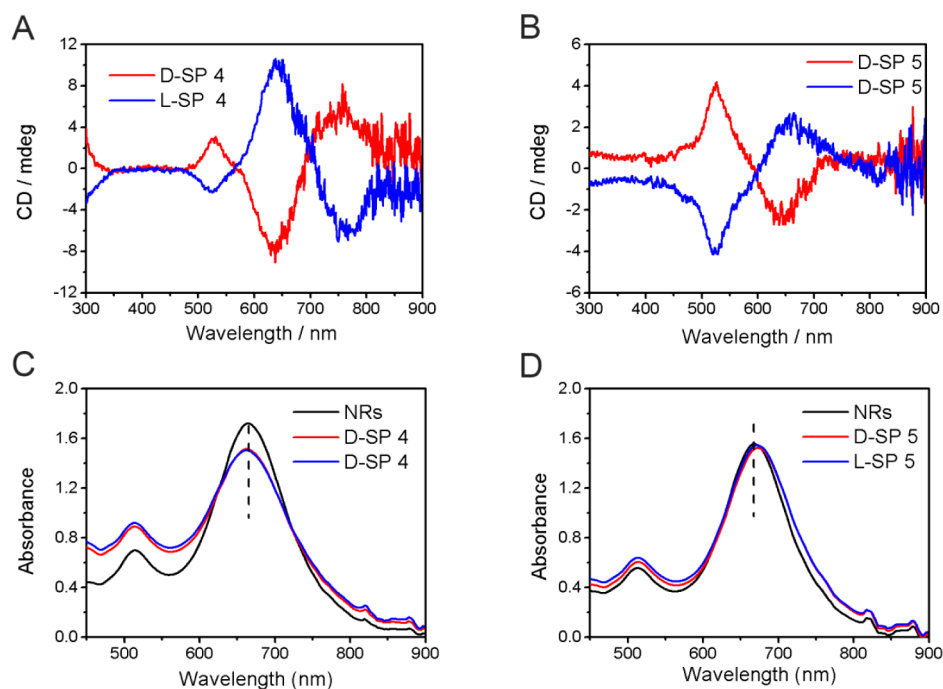 A
CD / mdeg
12
8
4
0
-4
-8
-12
D-SP 4
L-SP 4
300 400 500 600 700 800 900
Wavelength / nm
B
CD / mdeg
6
4
2
0
-2
-4
-6
D-SP 5
D-SP 5
300 400 500 600 700 800 900
Wavelength / nm
C
Absorbance
2.0
1.6
1.2
0.8
0.4
0.0
NRs
D-SP 4
D-SP 4
500 600 700 800 900
Wavelength (nm)
D
Absorbance
2.0
1.6
1.2
0.8
0.4
0.0
NRs
D-SP 5
L-SP 5
500 600 700 800 900
Wavelength (nm)